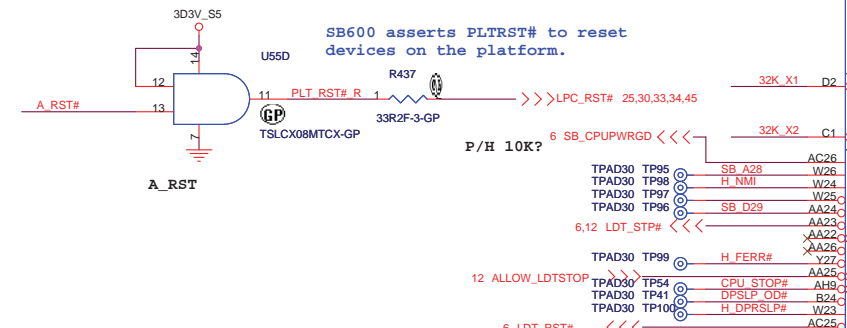 3D3V_S5
SB600 asserts PLTRST# to reset
devices on the platform.
14
U55D
R437
12
11
PLT_RST#_R
1
LPC_RST# 25,30,33,34,45
32K_X1
D2
A_RST#
13
GP
33R2F-3-GP
7
TSLCX08MTCX-GP
P/H 10K?
6 SB_CPUPWRGD
32K_X2
C1
A_RST
AC26
TPAD30 TP95
SB_A28
W26
TPAD30 TP98
H_NMI
W24
TPAD30 TP97
W25
TPAD30 TP96
SB_D29
AA24
6,12 LDT_STP#
AA23
AA22
AA26
TPAD30 TP99
H_FERR#
Y27
12 ALLOW_LDTSTOP
AA25
TPAD30 TP54
CPU_STOP#
AH9
TPAD30 TP41
DPSLP_OD#
B24
TPAD30 TP100
H_DPRSLP#
W23
6 LDT_RST#
AC25